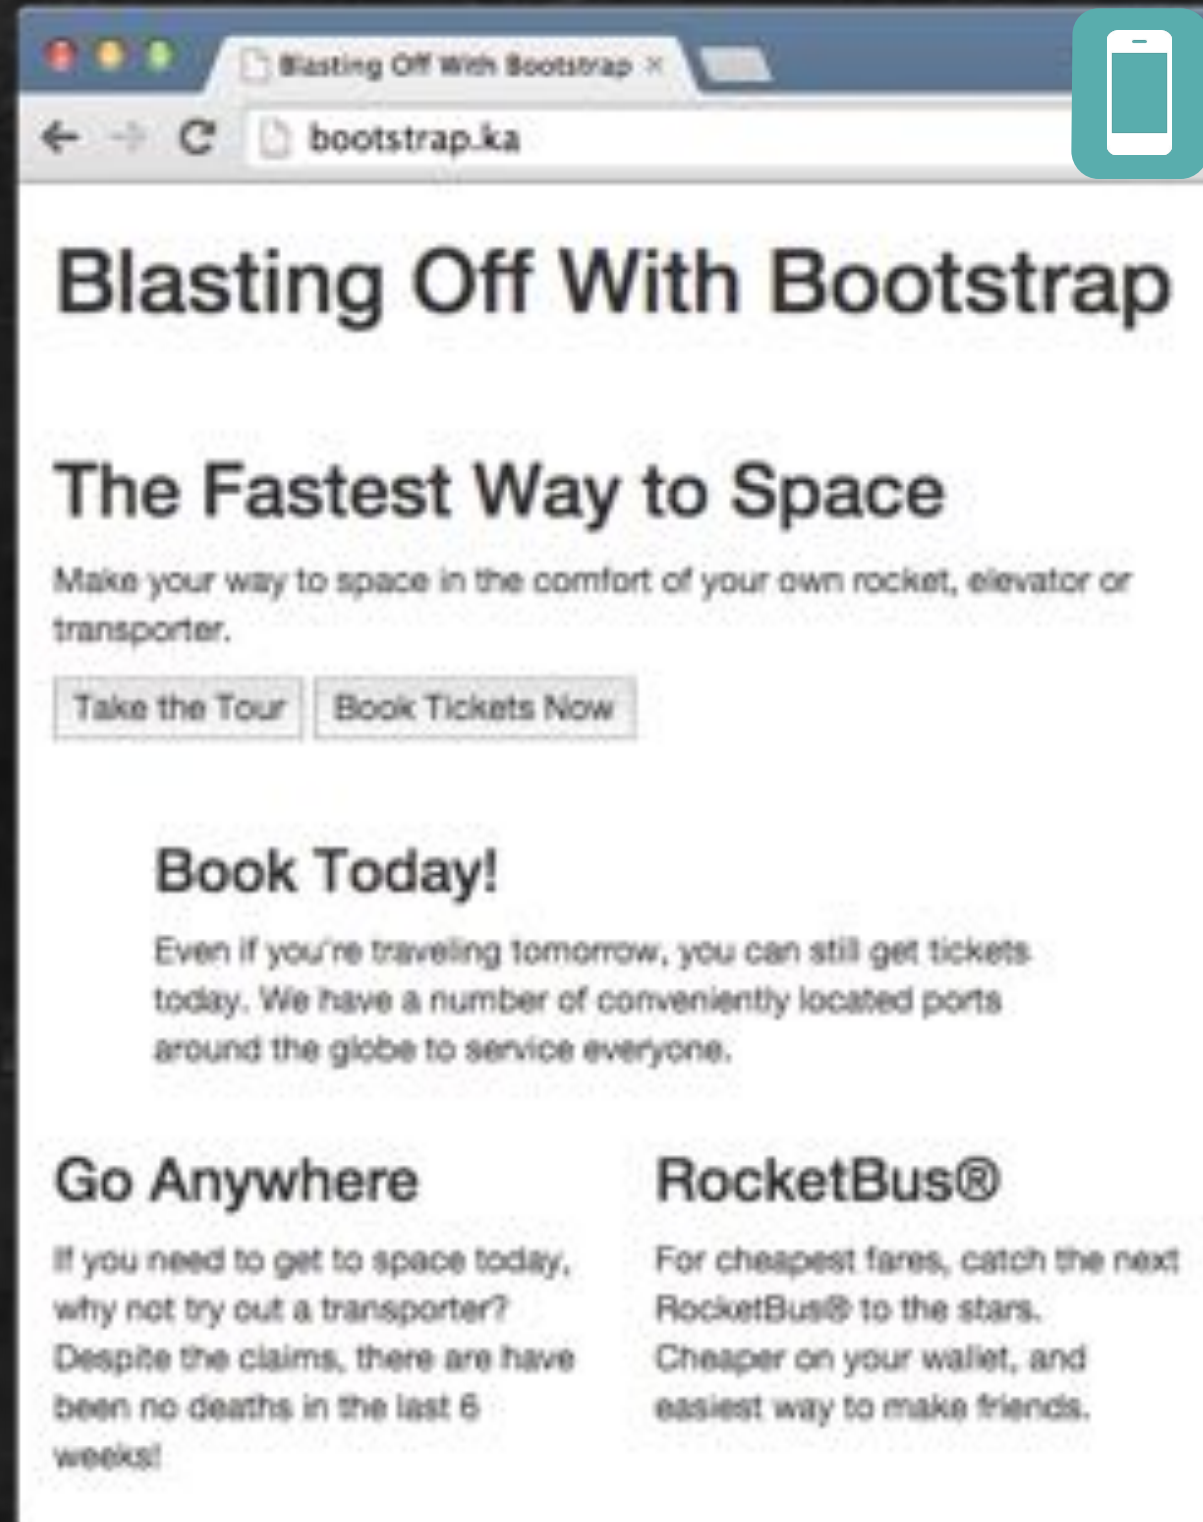 Blasting Off With Bootstrap
bootstrap.ka
Blasting Off With Bootstrap
The Fastest Way to Space
Make your way to space in the comfort of your own rocket, elevator or
transporter.
Take the Tour
Book Tickets Now
Book Today!
Even if you're traveling tomorrow, you can still get tickets
today. We have a number of conveniently located ports
around the globe to service everyone.
Go Anywhere
If you need to get to space today,
why not try out a transporter?
Despite the claims, there are have
been no deaths in the last 6
weeks!
RocketBus®
For cheapest fares, catch the next
RocketBus® to the stars.
Cheaper on your wallet, and
easiest way to make friends.